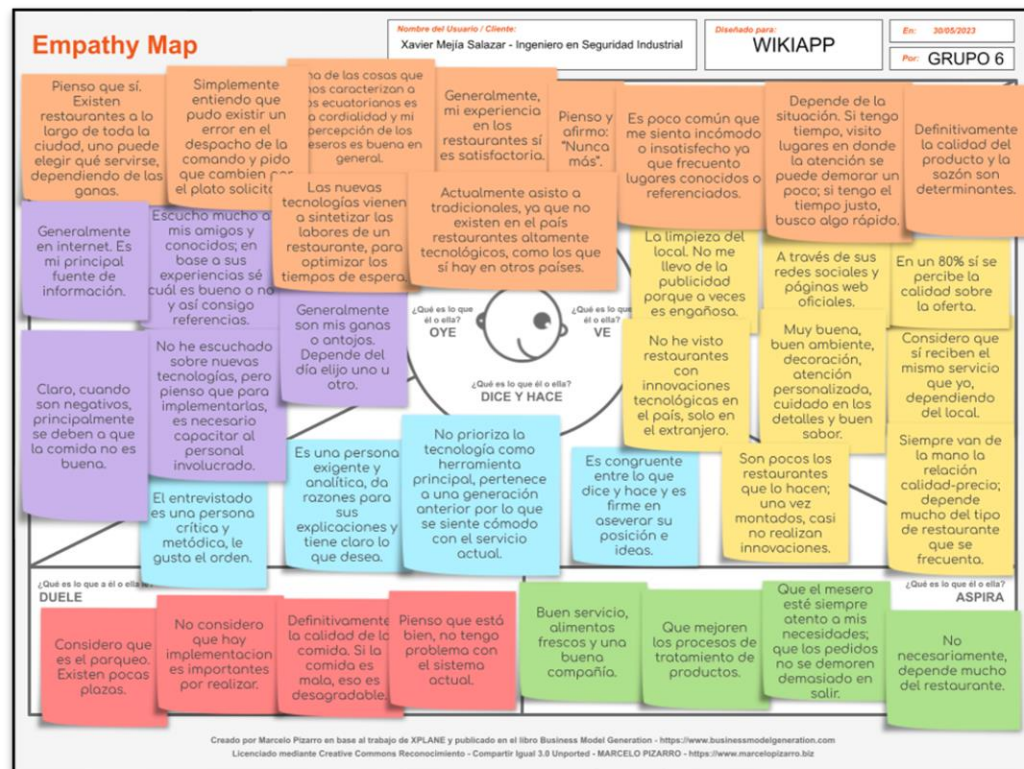 Empathy Map
Nombre del Usuario / Cliente:
Xavier Mejía Salazar - Ingeniero en Seguridad Industrial
Diseñado para:
WIKIAPP
En: 30/05/2023
Por: GRUPO 6
Pienso que sí.
Existen
restaurantes a lo
largo de toda la
ciudad, uno puede
elegir qué servirse,
dependiendo de las
ganas.
Simplemente
entiendo que
pudo existir un
error en el
despacho de la
comanda y pido
que cambien por
el plato solicit
de las cosas que
caracterizan a
ecuatorianos es
cordialidad y mi
percepción de los
meseros es buena en
general.
Generalmente,
mi experiencia
en los
restaurantes sí
es satisfactoria.
Pienso y
afirmo:
"Nunca
más".
Es poco común que
me sienta incómodo
o insatisfecho ya
que frecuento
lugares conocidos o
referenciados.
Depende de la
situación. Si tengo
tiempo, visito
lugares en donde
la atención se
puede demorar un
poco; si tengo el
tiempo justo,
busco algo rápido.
Definitivamente
la calidad del
producto y la
sazón son
determinantes.
Las nuevas
tecnologías vienen
a sintetizar las
labores de un
restaurante, para
optimizar los
tiempos de espera.
Actualmente asisto a
tradicionales, ya que no
existen en el país
restaurantes altamente
tecnológicos, como los que
sí hay en otros países.
Generalmente
en internet. Es
mi principal
fuente de
información.
Escucho mucho a
mis amigos y
conocidos; en
base a sus
experiencias sé
cuál es bueno o no
y así consigo
referencias.
Generalmente
son mis ganas
o antojos.
Depende del
día elijo uno u
otro.
Claro, cuando
son negativos,
principalmente
se deben a que
la comida no es
buena.
No he escuchado
sobre nuevas
tecnologías, pero
pienso que para
implementarlas,
es necesario
capacitar al
personal
involucrado.
¿Qué es lo que
él o ella?
OYE
¿Qué es lo que
él o ella?
VE
¿Qué es lo que él o ella?
DICE Y HACE
La limpieza del
local. No me
llevo de la
publicidad
porque a veces
es engañosa.
A través de sus
redes sociales y
páginas web
oficiales.
En un 80% sí se
percibe la
calidad sobre
la oferta.
No he visto
restaurantes
con
innovaciones
tecnológicas en
el país, solo en
el extranjero.
Muy buena,
buen ambiente,
decoración,
atención
personalizada,
cuidado en los
detalles y buen
sabor.
Considero que
sí reciben el
mismo servicio
que yo,
dependiendo
del local.
Son pocos los
restaurantes
que lo hacen;
una vez
montados, casi
no realizan
innovaciones.
Siempre van de
la mano la
relación
calidad-precio;
depende
mucho del tipo
de restaurante
que se
frecuenta.
El entrevistado
es una persona
crítica y
metódica, le
gusta el orden.
Es una persona
exigente y
analítica, da
razones para
sus
explicaciones y
tiene claro lo
que desea.
No prioriza la
tecnología como
herramienta
principal, pertenece
a una generación
anterior por lo que
se siente cómodo
con el servicio
actual.
Es congruente
entre lo que
dice y hace y es
firme en
aseverar su
posición e
ideas.
¿Qué es lo que a él o ella le
DUELE
Considero que
es el parqueo.
Existen pocas
plazas.
No considero
que hay
implementacion
es importantes
por realizar.
Definitivamente
la calidad de la
comida. Si la
comida es
mala, eso es
desagradable.
Pienso que está
bien, no tengo
problema con
el sistema
actual.
¿Qué es lo que él o ella?
ASPIRA
Buen servicio,
alimentos
frescos y una
buena
compañía.
Que mejoren
los procesos de
tratamiento de
productos.
Que el mesero
esté siempre
atento a mis
necesidades;
que los pedidos
no se demoren
demasiado en
salir.
No
necesariamente,
depende mucho
del restaurante.
Creado por Marcelo Pizarro en base al trabajo de XPLANE y publicado en el libro Business Model Generation - https://www.businessmodelgeneration.com
Licenciado mediante Creative Commons Reconocimiento - Compartir Igual 3.0 Unported - MARCELO PIZARRO - https://www.marcelopizarro.biz